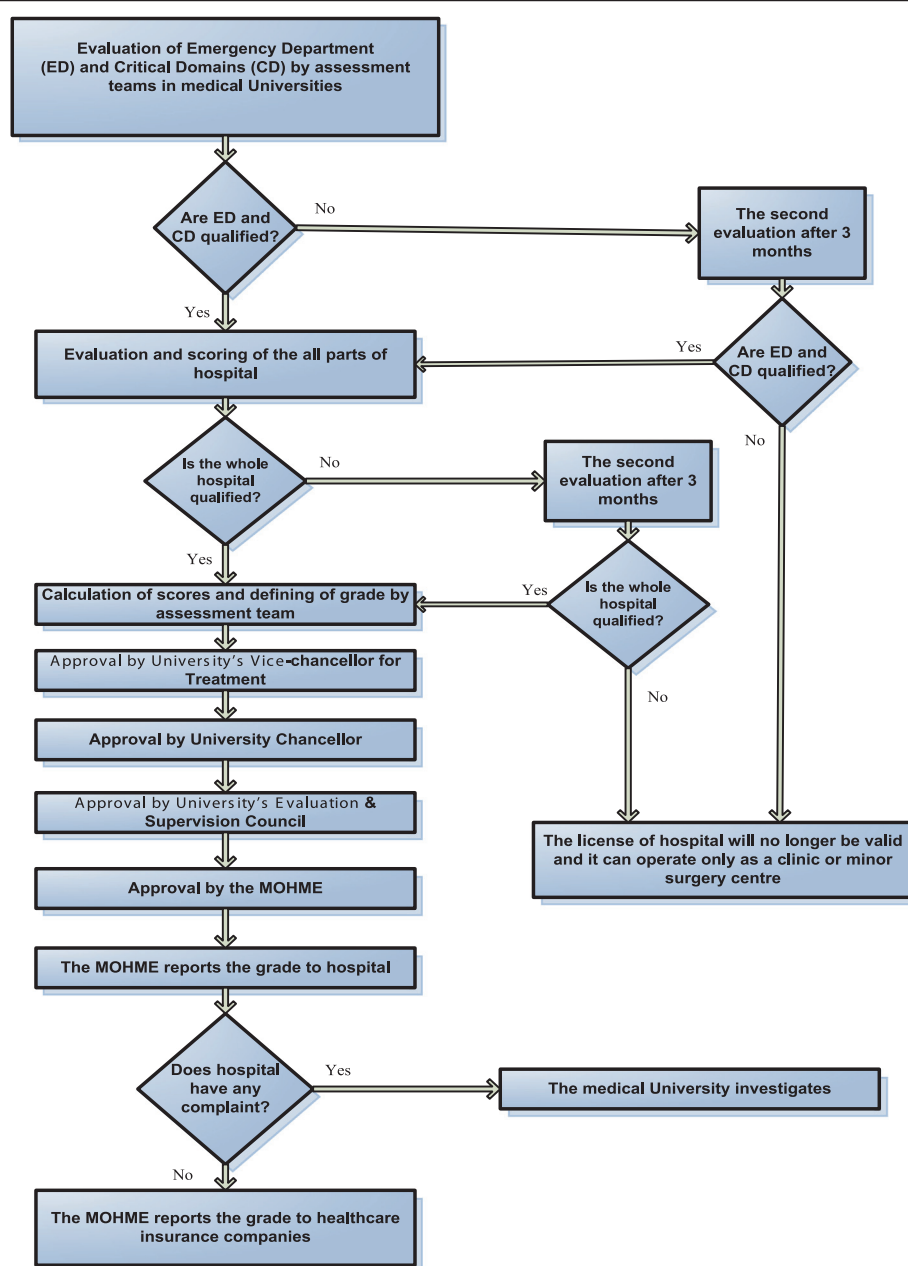 Evaluation of Emergency Department
(ED) and Critical Domains (CD) by assessment
teams in medical Universities
Are ED and
CD qualified?
No
The second
evaluation after 3
months
Yes
Evaluation and scoring of the all parts of
hospital
Yes
Are ED and
CD qualified?
No
Is the whole
hospital
qualified?
No
The second
evaluation after 3
months
Yes
Calculation of scores and defining of grade by
assessment team
Yes
Is the whole
hospital
qualified?
No
Approval by University's Vice-chancellor for
Treatment
Approval by University Chancellor
Approval by University's Evaluation &
Supervision Council
The license of hospital will no longer be valid
and it can operate only as a clinic or minor
surgery centre
Approval by the MOHME
The MOHME reports the grade to hospital
Does hospital
have any
complaint?
Yes
The medical University investigates
No
The MOHME reports the grade to healthcare
insurance companies